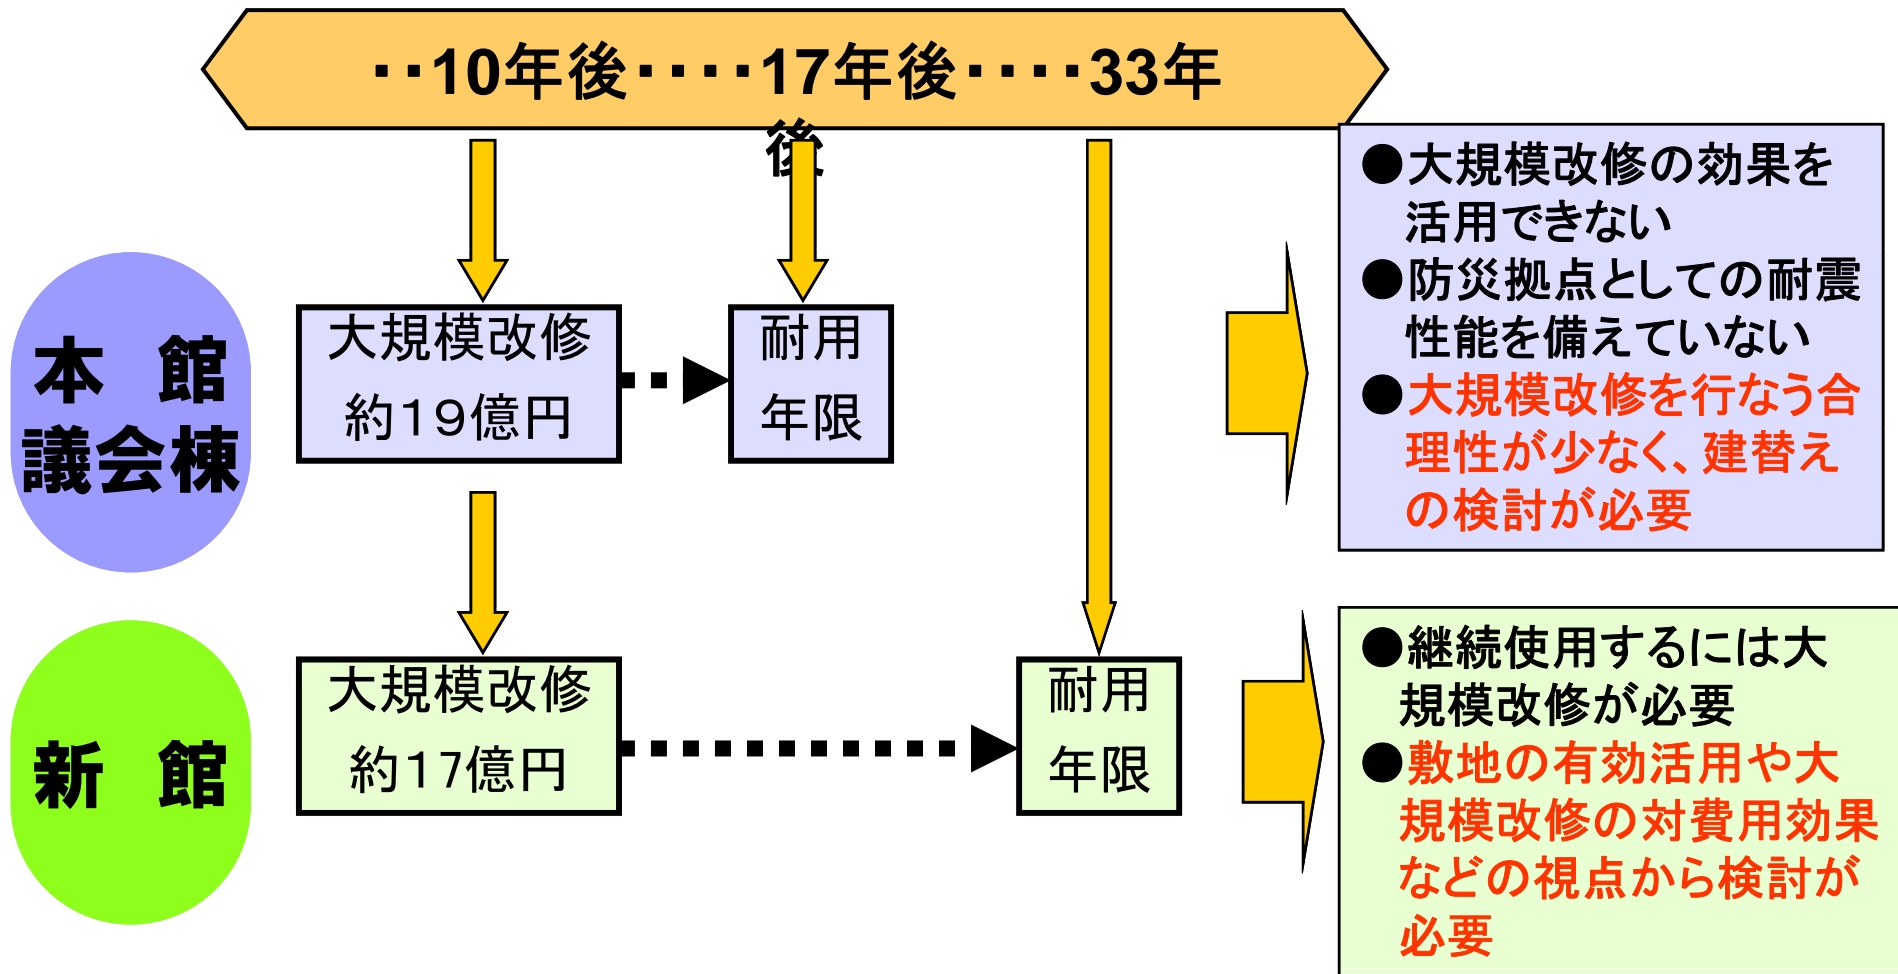 ‥10年後‥‥17年後‥‥33年
後
本　館
議会棟
大規模改修
約１９億円
耐用
年限
●大規模改修の効果を
活用できない
●防災拠点としての耐震
性能を備えていない
●大規模改修を行なう合
理性が少なく、建替え
の検討が必要
新　館
大規模改修
約１７億円
耐用
年限
●継続使用するには大
規模改修が必要
●敷地の有効活用や大
規模改修の対費用効果
などの視点から検討が
必要